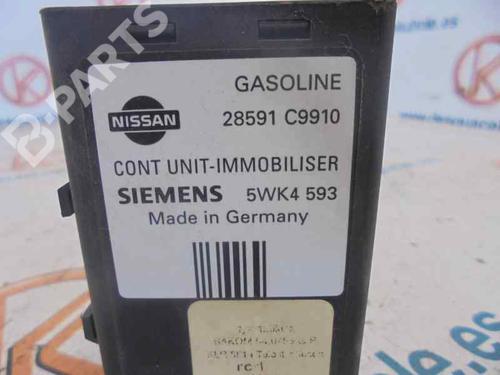 B-PARTS
GASOLINE
NISSAN
28591 C9910
CONT UNIT-IMMOBILISER
SIEMENS 5WK4 593
Made in Germany